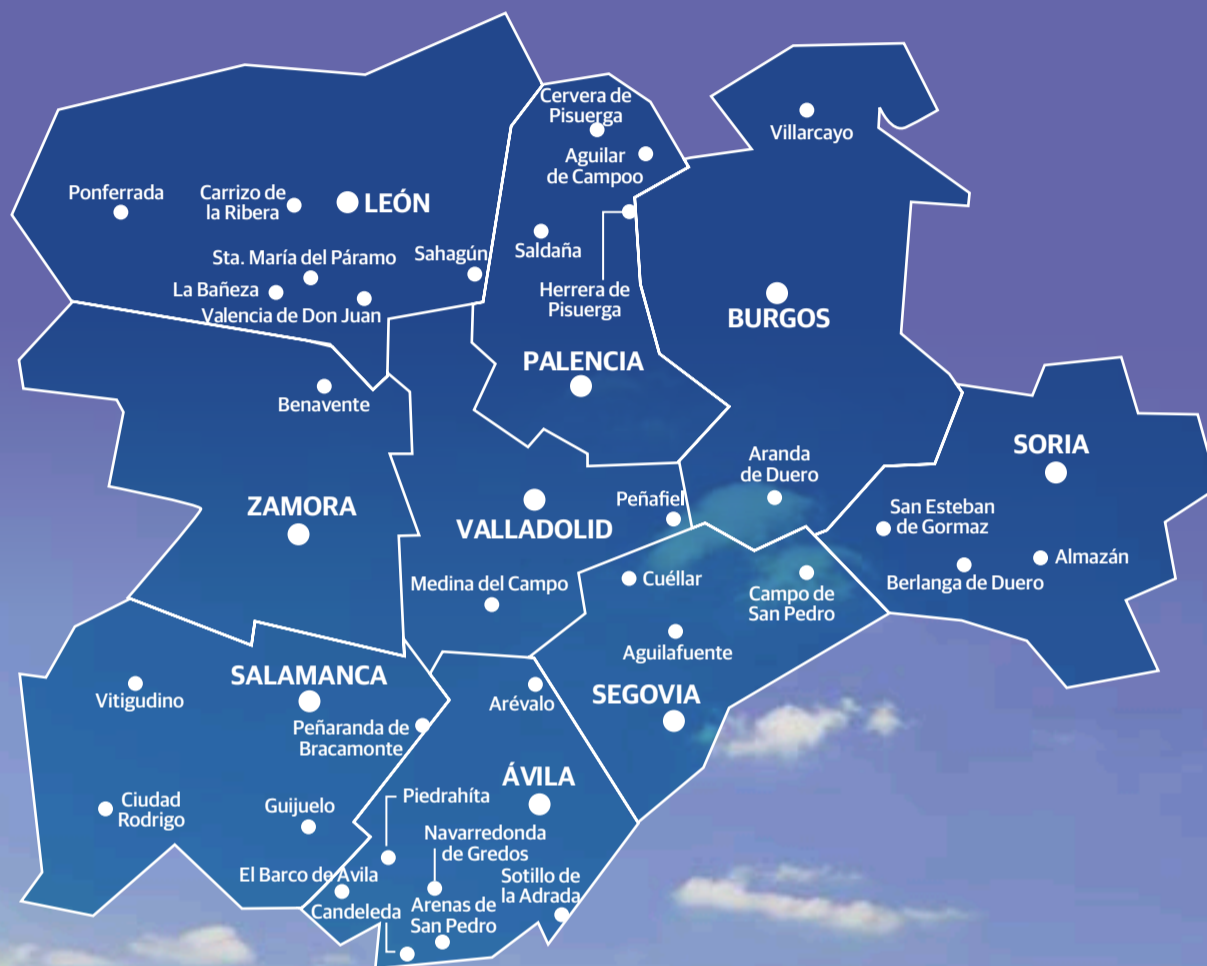 Cervera de
Pisuerga
Aguilar
de Campoo
Villarcayo
Ponferrada
Carrizo de
la Ribera
LEÓN
Saldaña
Sta. María del Páramo
Sahagún
La Bañeza
Valencia de Don Juan
Herrera de
Pisuerga
BURGOS
PALENCIA
Benavente
SORIA
Aranda
de Duero
ZAMORA
VALLADOLID
Peñafiel
San Esteban
de Gormaz
Almazán
Berlanga de Duero
Medina del Campo
Cuéllar
Campo de
San Pedro
Aguilafuente
SALAMANCA
Vitigudino
Peñaranda de
Bracamonte
Arévalo
SEGOVIA
ÁVILA
Piedrahíta
Ciudad
Rodrigo
Guijuelo
Navarredonda
de Gredos
El Barco de Ávila
Sotillo de
la Adrada
Candeleda
Arenas de
San Pedro